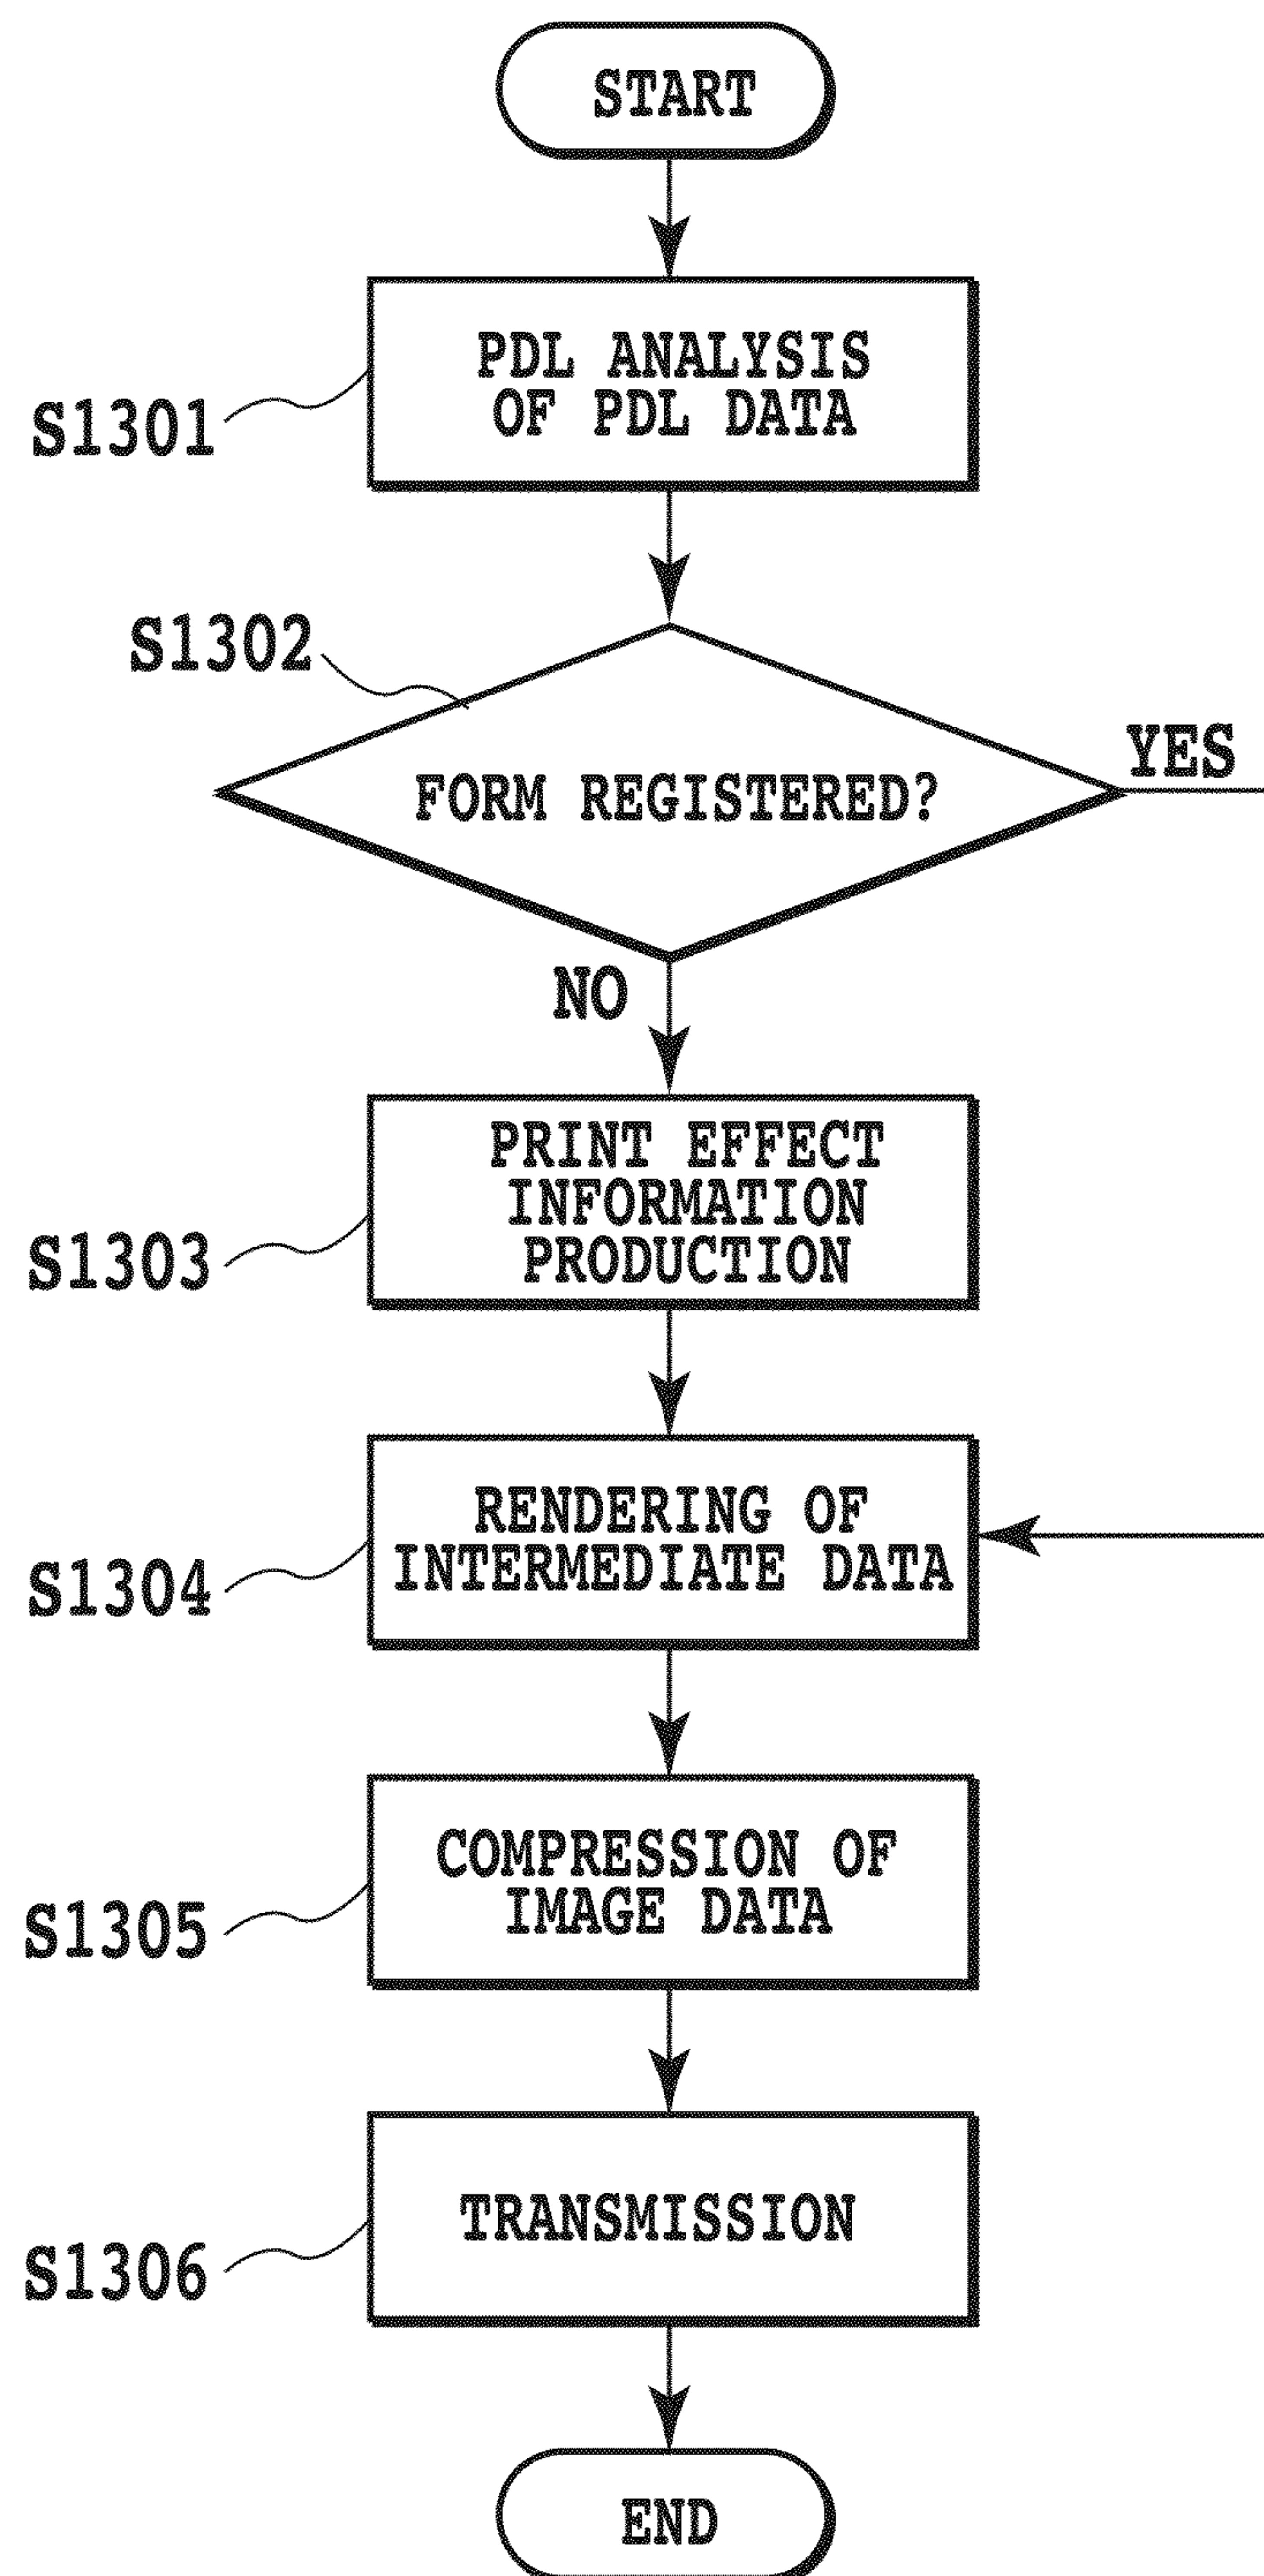 START
PDL ANALYSIS
OF PDL DATA
S1301
S1302
YES
FORM REGISTERED?
NO
PRINT EFFECT
INFORMATION
PRODUCTION
S1303
RENDERING OF
INTERMEDIATE DATA
S1304
COMPRESSION OF
IMAGE DATA
S1305
TRANSMISSION
S1306
END